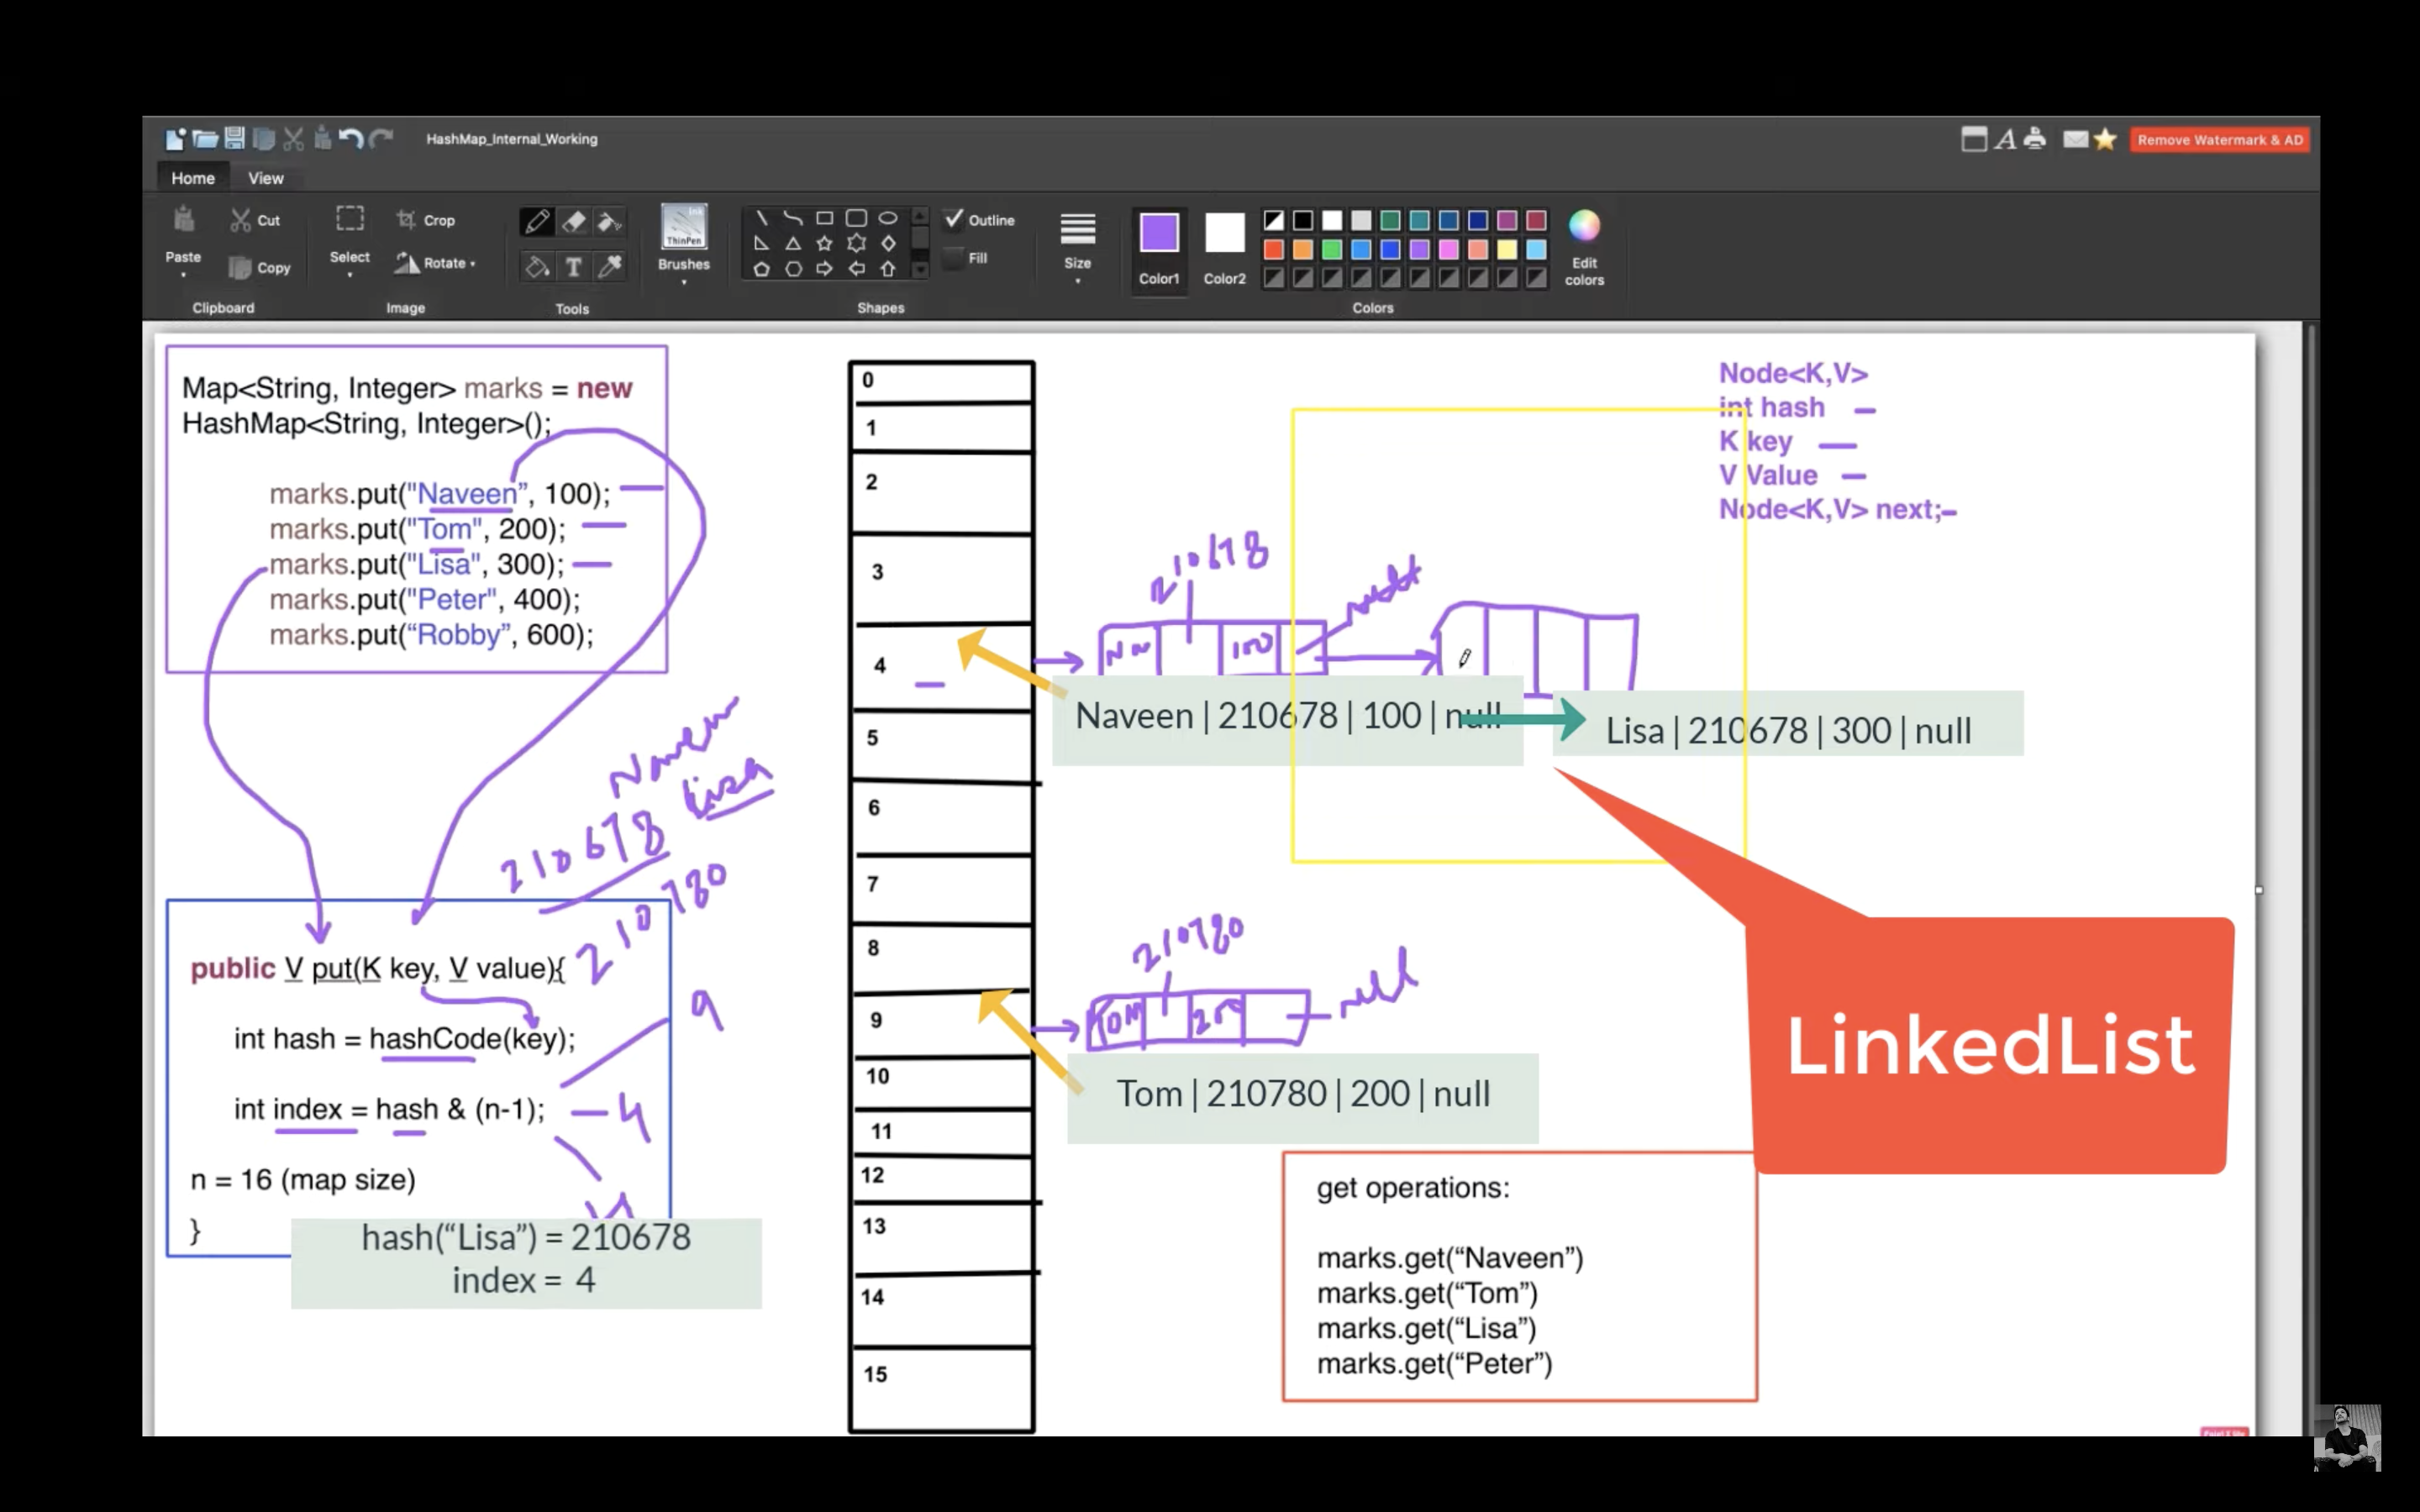 HashMap_Internal_Working
Remove Watermark & AD
Home
View
Paste
Cut
Copy
Clipboard
Select
Crop
Rotate
Image
Tools
Ink
ThinPen
Brushes
Shapes
Outline
Fill
Size
Color1
Color2
Edit
colors
Colors
Map<String, Integer> marks = new
HashMap<String, Integer>();
marks.put("Naveen”, 100);
marks.put("Tom", 200);
marks.put("Lisa", 300);
marks.put("Peter", 400);
marks.put(“Robby”, 600);
Naveen
Lisa
210678
210780
public V put(K key, V value){
int hash = hashCode(key);
9
int index = hash & (n-1);
4
n = 16 (map size)
4
}
hash(“Lisa”) = 210678
index = 4
0
1
2
3
4
5
6
7
8
9
10
11
12
13
14
15
Node<K,V>
int hash
K key
V Value
Node<K,V> next;
210678
100
Naveen | 210678 | 100 | null
Lisa | 210678 | 300 | null
LinkedList
210780
TOM
200
null
Tom | 210780 | 200 | null
get operations:
marks.get(“Naveen”)
marks.get(“Tom”)
marks.get(“Lisa”)
marks.get(“Peter”)